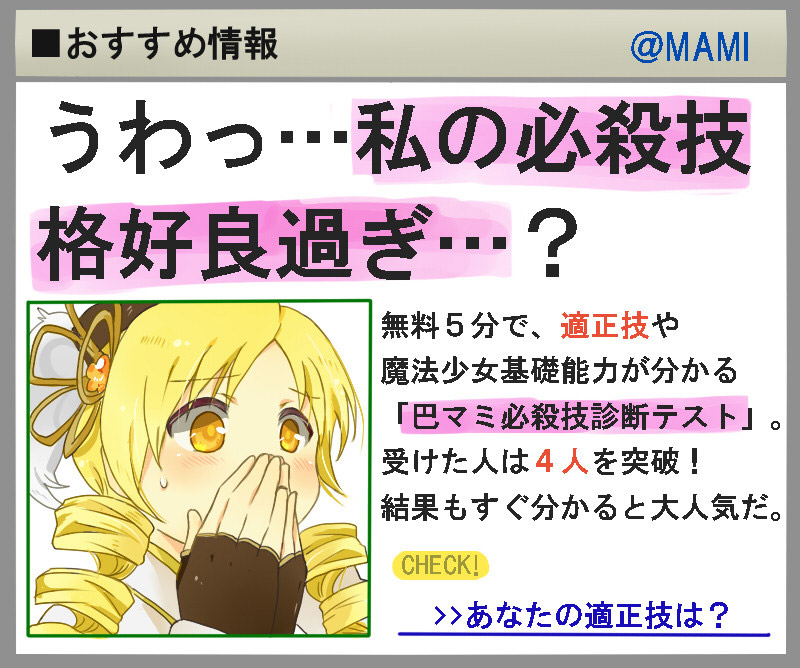 ■おすすめ情報
@MAMI
うわっ…私の必殺技
格好良過ぎ…？
無料５分で、適正技や
魔法少女基礎能力が分かる
「巴マミ必殺技診断テスト」。
受けた人は４人を突破！
結果もすぐ分かると大人気だ。
CHECK!
>>あなたの適正技は？